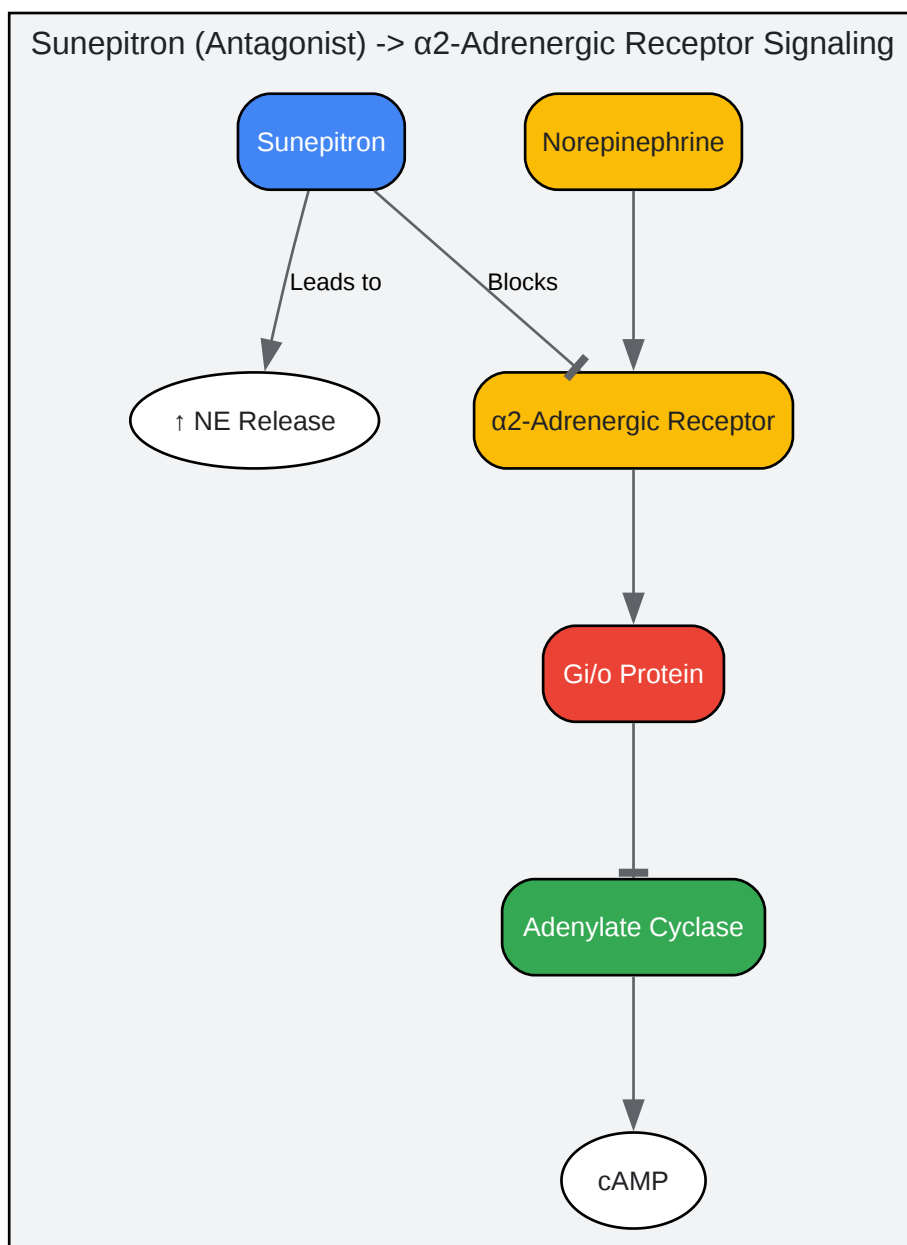 Sunepitron (Antagonist) -> α2-Adrenergic Receptor Signaling
Sunepitron
Norepinephrine
Leads to
Blocks
↑ NE Release
α2-Adrenergic Receptor
Gi/o Protein
Adenylate Cyclase
cAMP